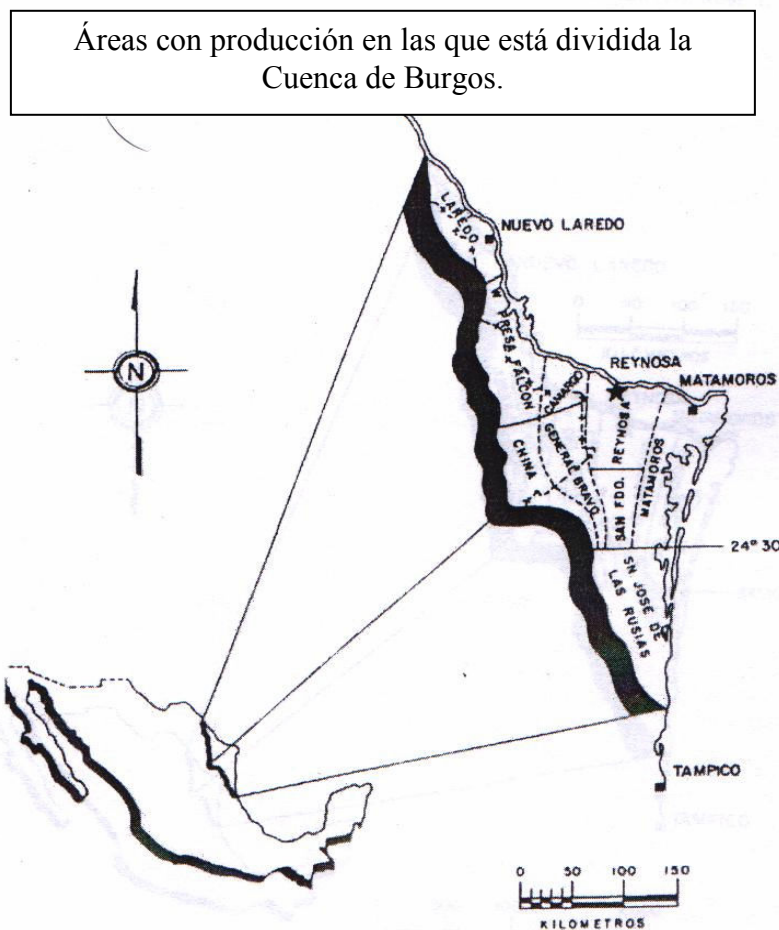 Áreas con producción en las que está dividida la
Cuenca de Burgos.
LAREDO
NUEVO LAREDO
PRESA FALCON
REYNOSA
CAMARGO
MATAMOROS
CHINA
GENERAL BRAVO
REYNOSA
SAN FDO.
MATAMOROS
24° 30
SN. JOSE DE
LAS RUSIAS
N
TAMPICO
0 50 100 150
KILOMETROS